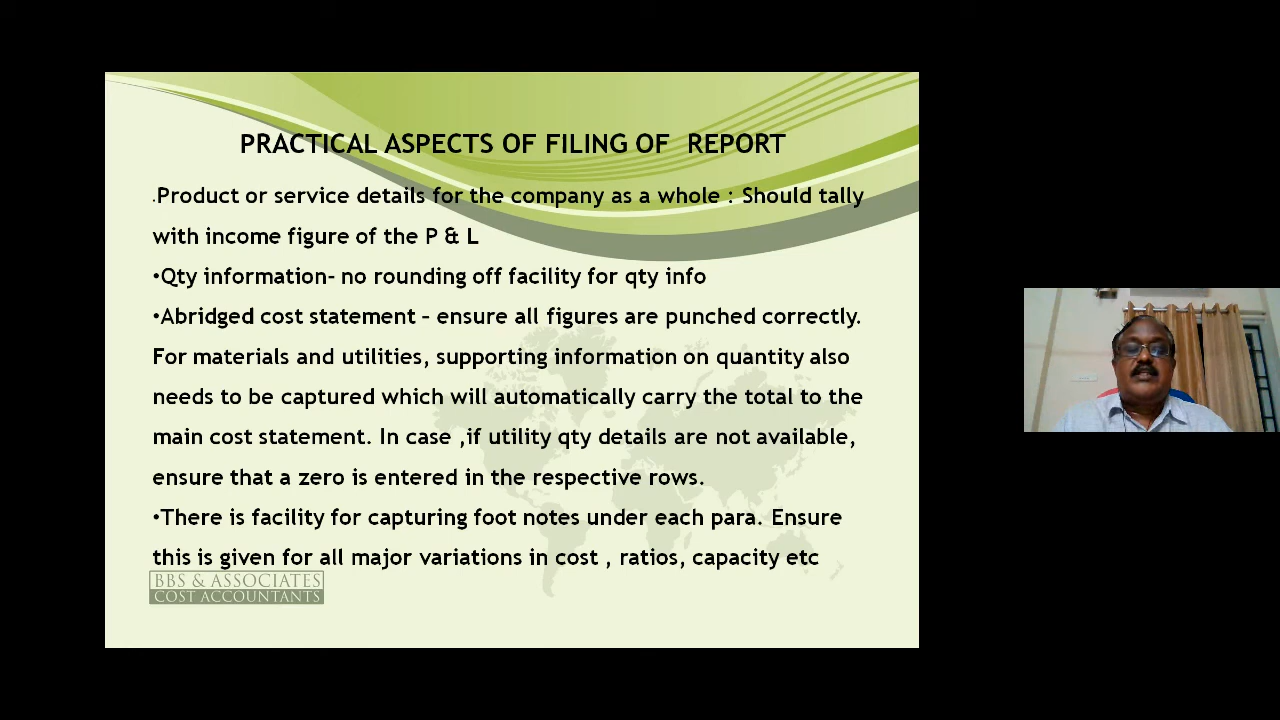 PRACTICAL ASPECTS OF FILING OF  REPORT
•Product or service details for the company as a whole : Should tally
with income figure of the P & L
•Qty information- no rounding off facility for qty info
•Abridged cost statement – ensure all figures are punched correctly.
For materials and utilities, supporting information on quantity also
needs to be captured which will automatically carry the total to the
main cost statement. In case ,if utility qty details are not available,
ensure that a zero is entered in the respective rows.
•There is facility for capturing foot notes under each para. Ensure
this is given for all major variations in cost , ratios, capacity etc
BBS & ASSOCIATES
COST ACCOUNTANTS